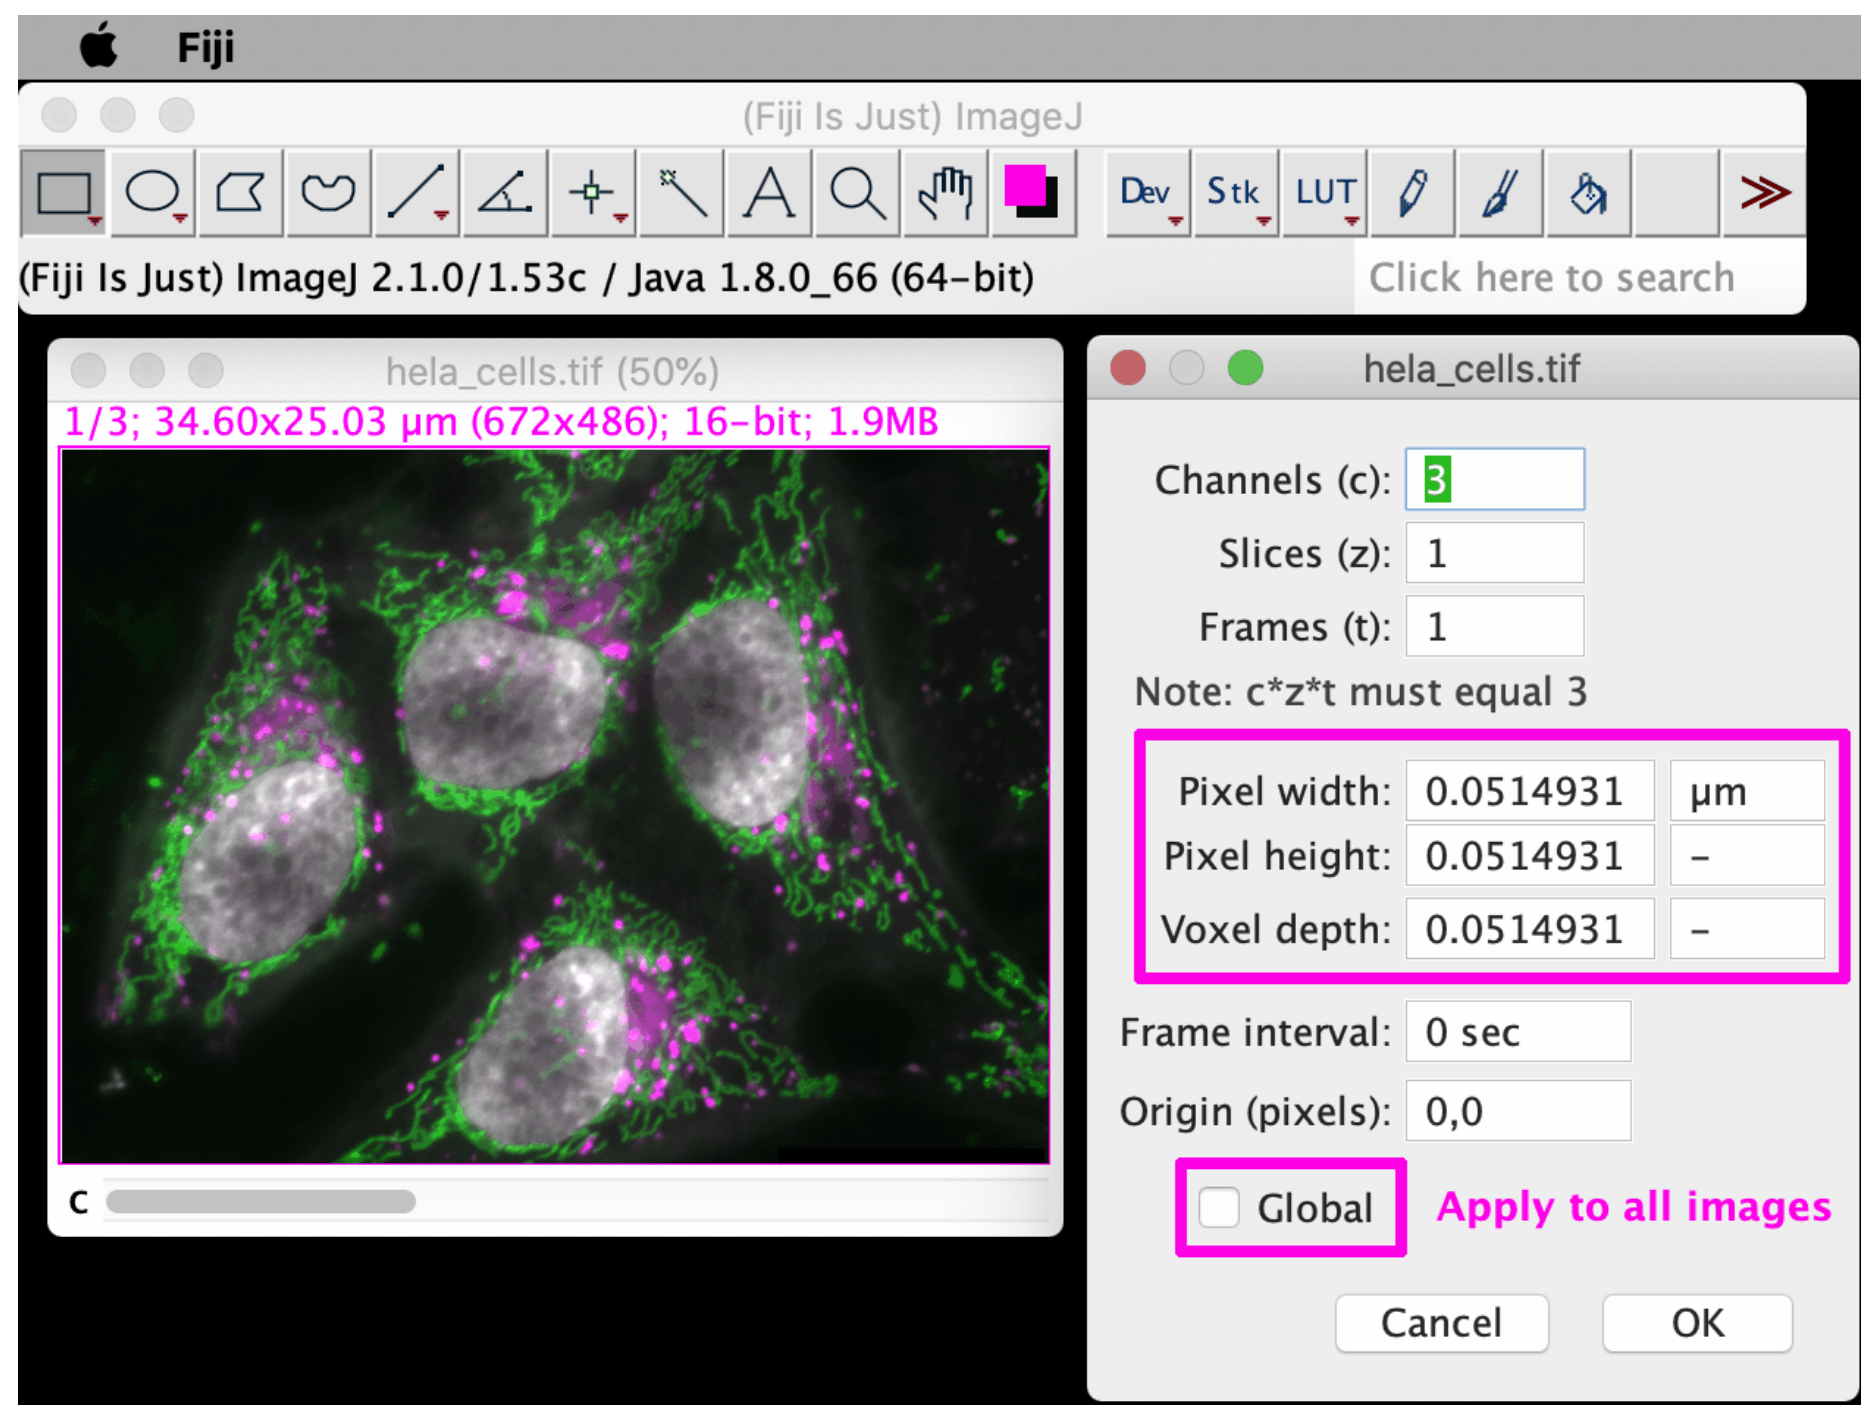 Fiji
(Fiji Is Just) ImageJ
A Dev Stk LUT >>
(Fiji Is Just) ImageJ 2.1.0/1.53c / Java 1.8.0_66 (64-bit)
Click here to search
hela_cells.tif (50%)
1/3; 34.60x25.03 µm (672x486); 16-bit; 1.9MB
c
hela_cells.tif
Channels (c): 3
Slices (z): 1
Frames (t): 1
Note: c*z*t must equal 3
Pixel width: 0.0514931 µm
Pixel height: 0.0514931 -
Voxel depth: 0.0514931 -
Frame interval: 0 sec
Origin (pixels): 0,0
Global Apply to all images
Cancel OK